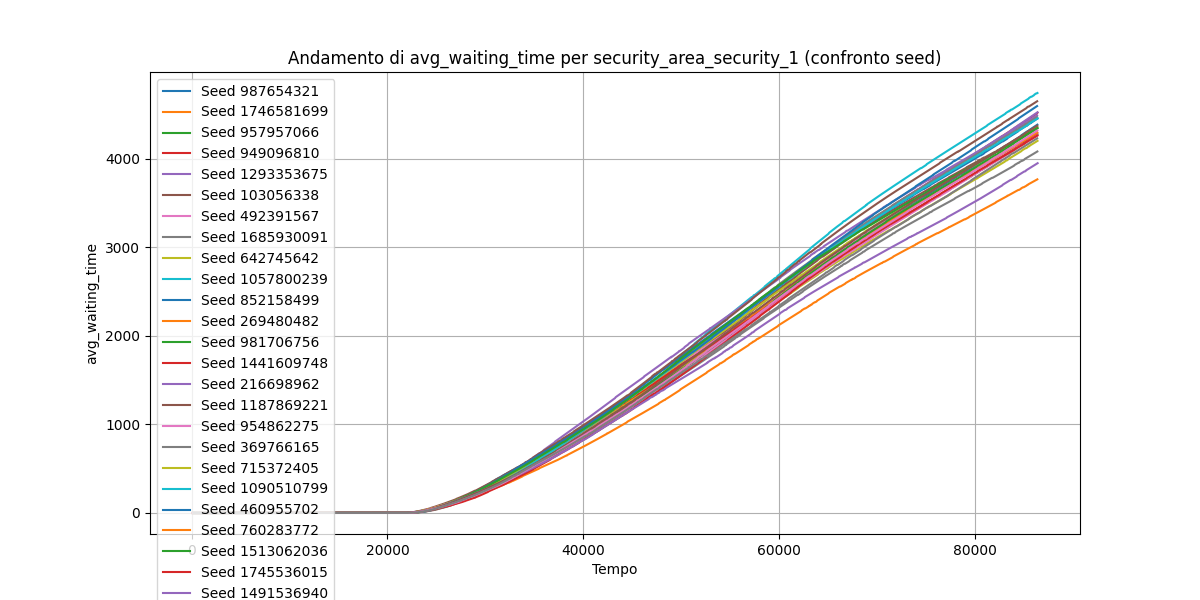 Andamento di avg_waiting_time per security_area_security_1 (confronto seed)
Seed 987654321
Seed 1746581699
Seed 957957066
Seed 949096810
Seed 1293353675
Seed 103056338
Seed 492391567
Seed 1685930091
Seed 642745642
Seed 1057800239
Seed 852158499
Seed 269480482
Seed 981706756
Seed 1441609748
Seed 216698962
Seed 1187869221
Seed 954862275
Seed 369766165
Seed 715372405
Seed 1090510799
Seed 460955702
Seed 760283772
Seed 1513062036
Seed 1745536015
Seed 1491536940
avg_waiting_time
4000
3000
2000
1000
0
0 20000 40000 60000 80000
Tempo